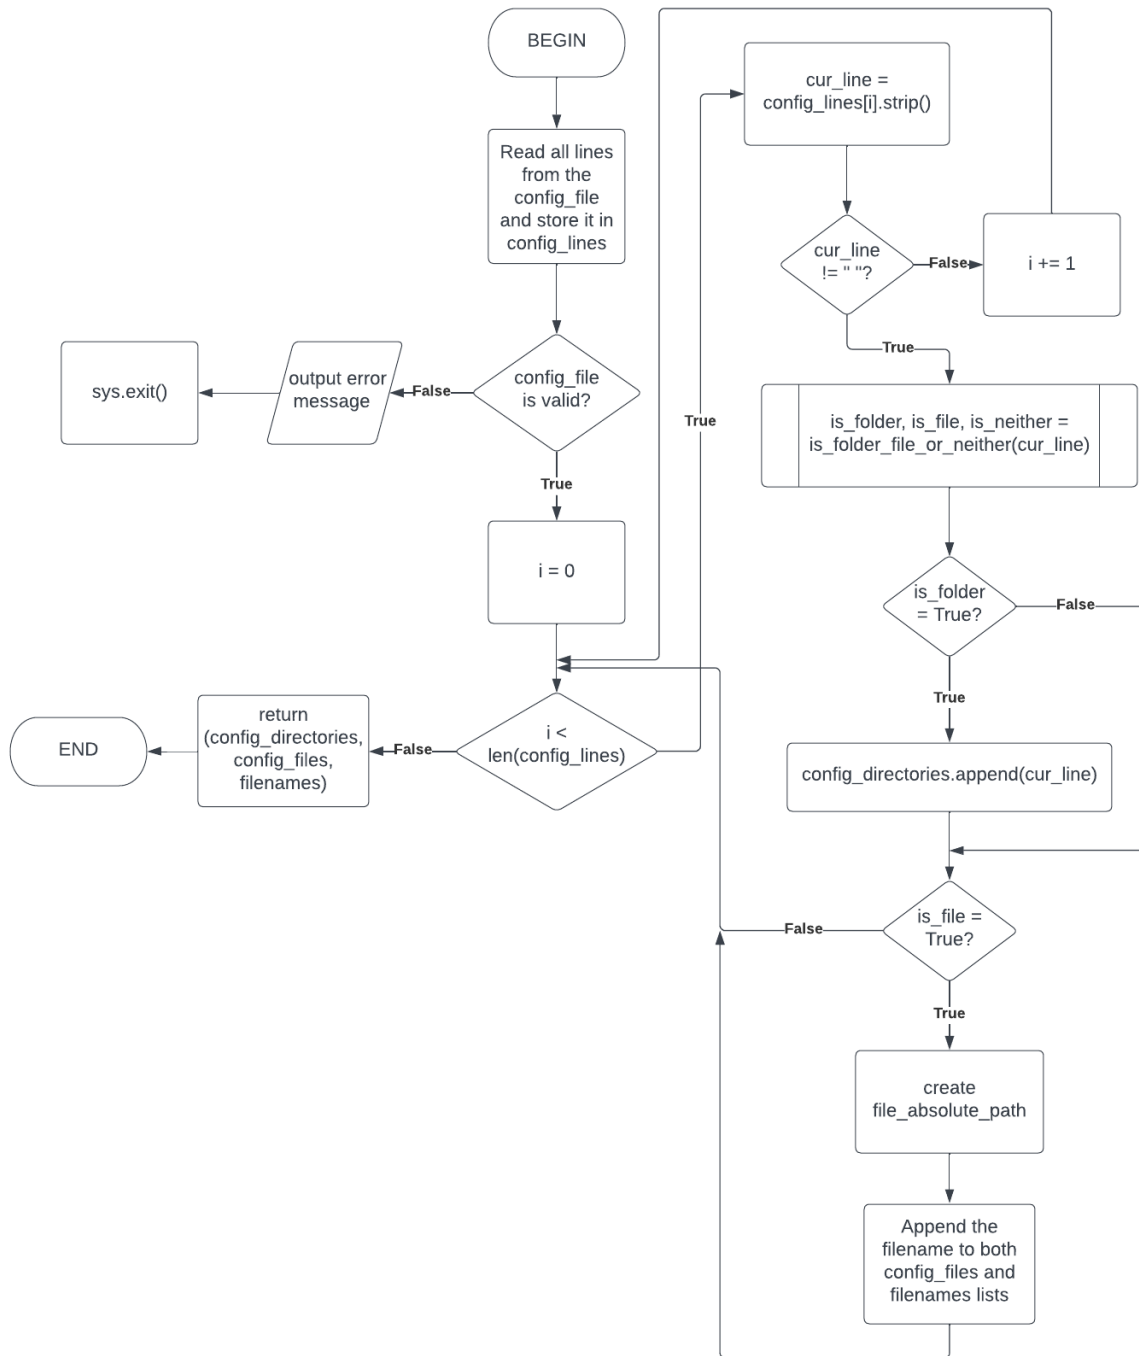 BEGIN
Read all lines
from the
config_file
and store it in
config_lines
config_file
is valid?
False
output error
message
sys.exit()
True
i = 0
i <
len(config_lines)
False
return
(config_directories,
config_files,
filenames)
END
True
cur_line =
config_lines[i].strip()
cur_line
!= " "?
False
i += 1
True
is_folder, is_file, is_neither =
is_folder_file_or_neither(cur_line)
is_folder
= True?
False
True
config_directories.append(cur_line)
is_file =
True?
False
True
create
file_absolute_path
Append the
filename to both
config_files and
filenames lists